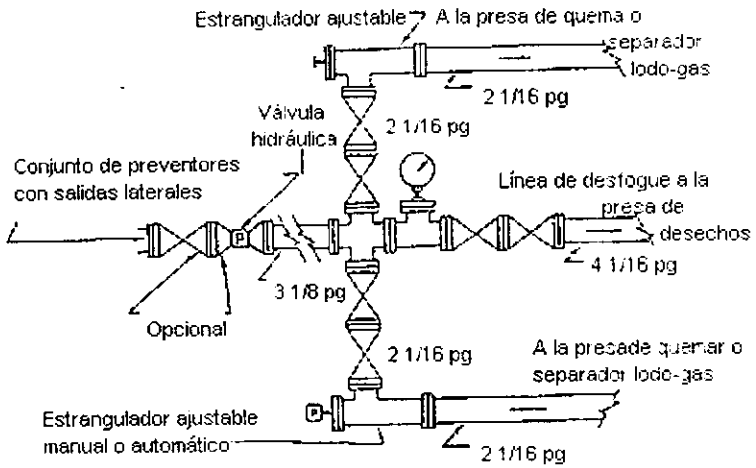 Estrangulador ajustable
A la presa de quema o
separador
lodo-gas
2 1/16 pg
Válvula
hidráulica
2 1/16 pg
Conjunto de preventores
con salidas laterales
Línea de desfogue a la
presa de
desechos
P
3 1/8 pg
4 1/16 pg
Opcional
2 1/16 pg
A la presade quemar o
separador lodo-gas
P
Estrangulador ajustable
manual o automático
2 1/16 pg